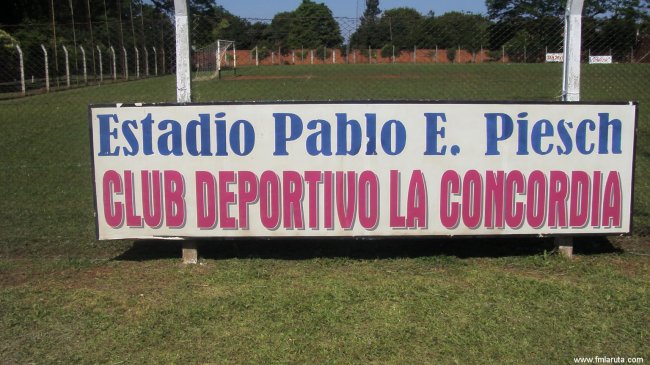 Estadio Pablo E. Piesch
CLUB DEPORTIVO LA CONCORDIA
www.fmlaruta.com